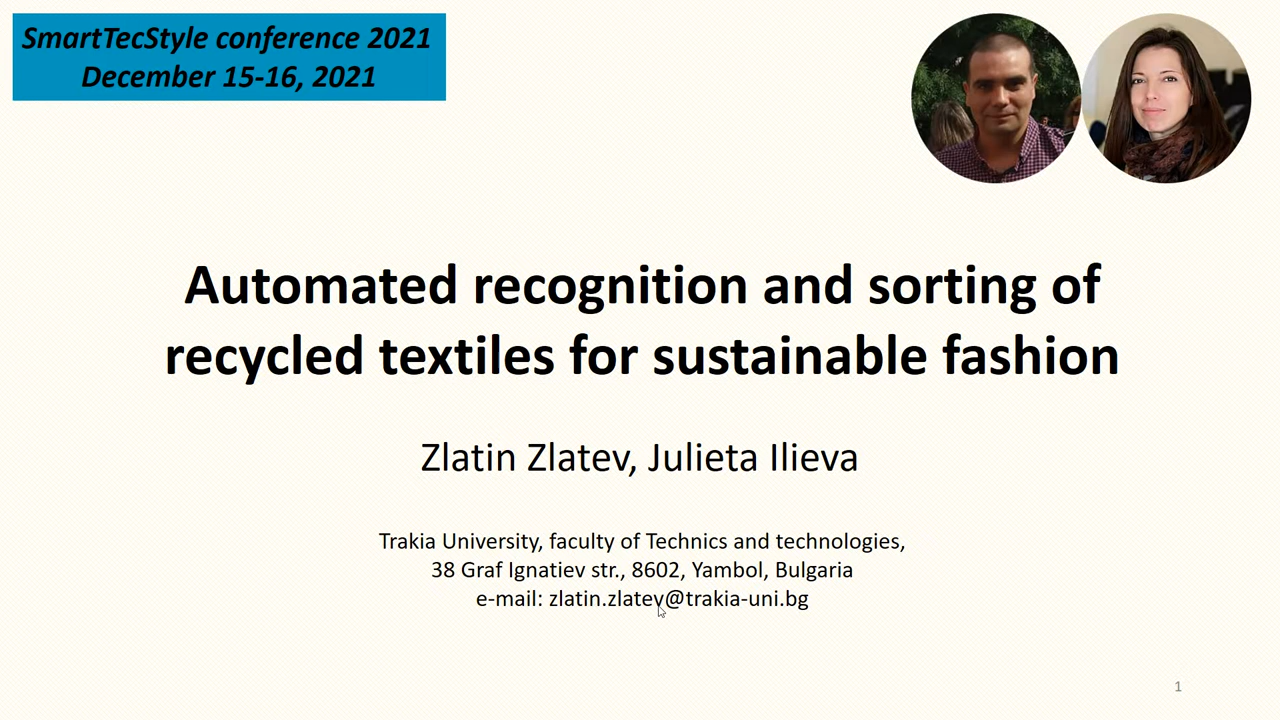 SmartTecStyle conference 2021
December 15-16, 2021
Automated recognition and sorting of
recycled textiles for sustainable fashion
Zlatin Zlatev, Julieta Ilieva
Trakia University, faculty of Technics and technologies,
38 Graf Ignatiev str., 8602, Yambol, Bulgaria
e-mail: zlatin.zlatev@trakia-uni.bg
1